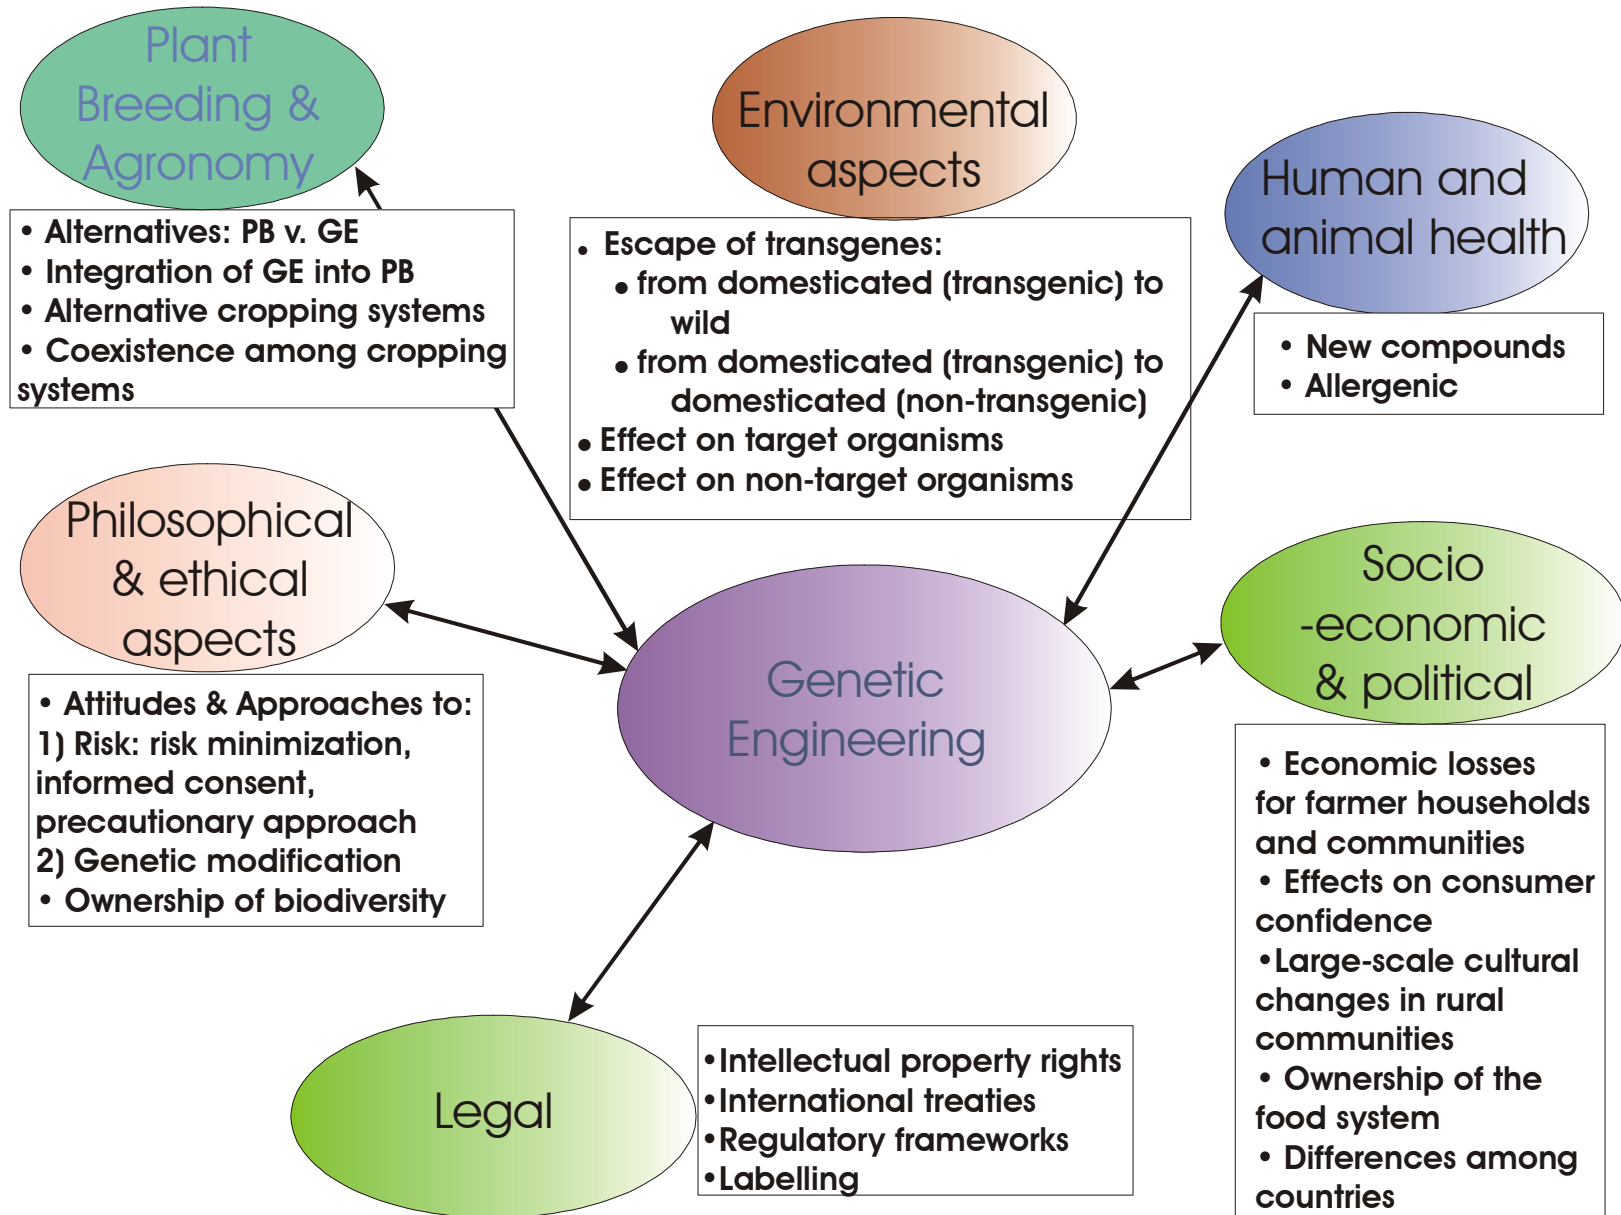 Plant
Breeding &
Agronomy
• Alternatives: PB v. GE
• Integration of GE into PB
• Alternative cropping systems
• Coexistence among cropping
systems
Environmental
aspects
• Escape of transgenes:
• from domesticated (transgenic) to
wild
• from domesticated (transgenic) to
domesticated (non-transgenic)
• Effect on target organisms
• Effect on non-target organisms
Human and
animal health
• New compounds
• Allergenic
Philosophical
& ethical
aspects
• Attitudes & Approaches to:
1) Risk: risk minimization,
informed consent,
precautionary approach
2) Genetic modification
• Ownership of biodiversity
Genetic
Engineering
Socio
-economic
& political
• Economic losses
for farmer households
and communities
• Effects on consumer
confidence
•Large-scale cultural
changes in rural
communities
• Ownership of the
food system
• Differences among
countries
Legal
•Intellectual property rights
•International treaties
•Regulatory frameworks
•Labelling